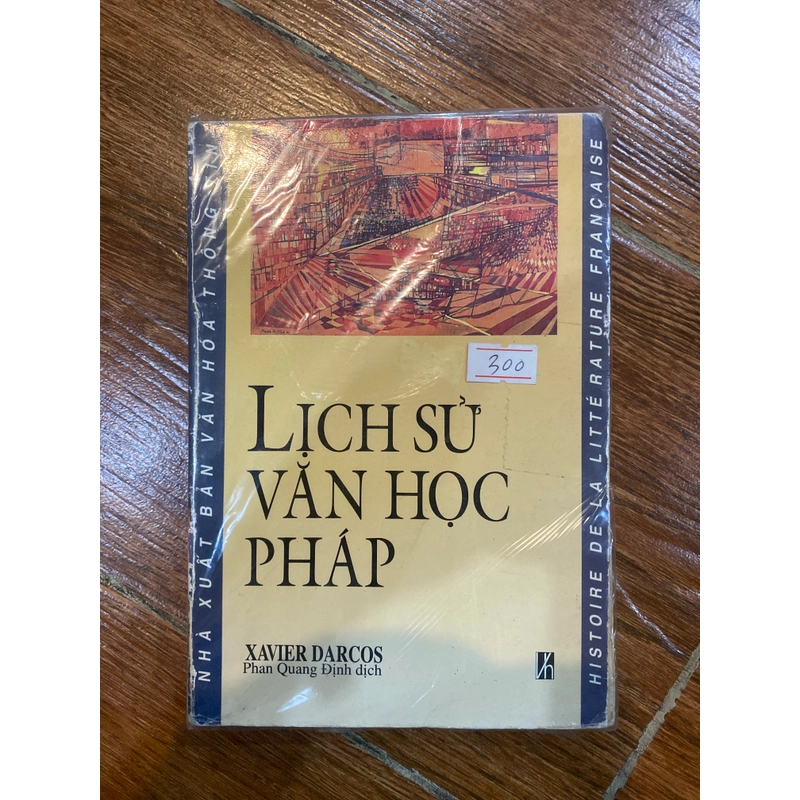 NHÀ XUẤT BẢN VĂN HÓA THÔNG
HISTOIRE DE LA LITTÉRATURE FRANÇAISE
300
LỊCH SỬ
VĂN HỌC
PHÁP
XAVIER DARCOS
Phan Quang Định dịch